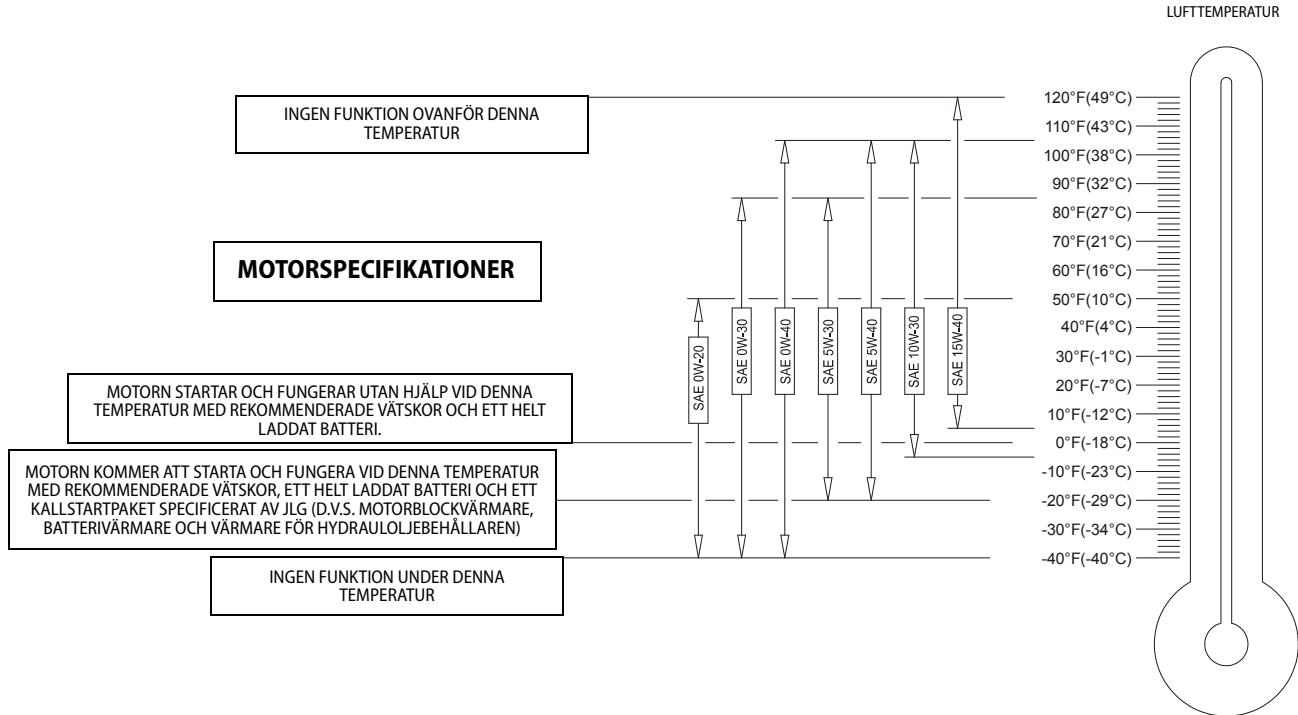 LUFTTEMPERATUR
INGEN FUNKTION OVANFÖR DENNA
TEMPERATUR
MOTORSPECIFIKATIONER
MOTORN STARTAR OCH FUNGERAR UTAN HJÄLP VID DENNA
TEMPERATUR MED REKOMMENDERADE VÄTSKOR OCH ETT HELT
LADDAT BATTERI.
MOTORN KOMMER ATT STARTA OCH FUNGERA VID DENNA TEMPERATUR
MED REKOMMENDERADE VÄTSKOR, ETT HELT LADDAT BATTERI OCH ETT
KALLSTARTPAKET SPECIFICERAT AV JLG (D.V.S. MOTORBLOCKVÄRMARE,
BATTERIVÄRMARE OCH VÄRMARE FÖR HYDRAULOLJEBEHÅLLAREN)
INGEN FUNKTION UNDER DENNA
TEMPERATUR
SAE 0W-20
SAE 0W-30
SAE 0W-40
SAE 5W-30
SAE 5W-40
SAE 10W-30
SAE 15W-40
120°F(49°C)
110°F(43°C)
100°F(38°C)
90°F(32°C)
80°F(27°C)
70°F(21°C)
60°F(16°C)
50°F(10°C)
40°F(4°C)
30°F(-1°C)
20°F(-7°C)
10°F(-12°C)
0°F(-18°C)
-10°F(-23°C)
-20°F(-29°C)
-30°F(-34°C)
-40°F(-40°C)